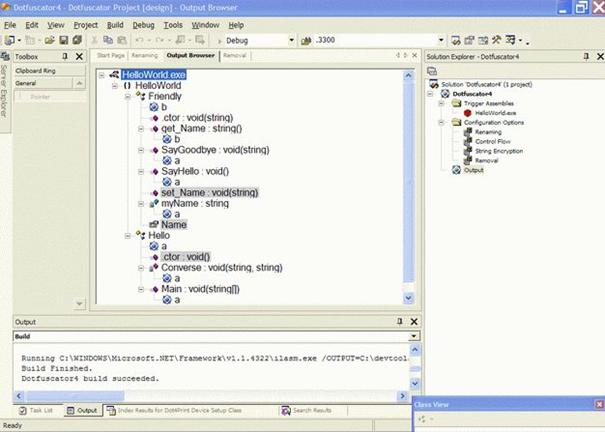 Dotfuscator4 - Dotfuscator Project [design] - Output Browser
File Edit View Project Build Debug Tools Window Help
Debug
.3300
Toolbox
Start Page Renaming Output Browser Removal
Solution Explorer - Dotfuscator4
Server Explorer
Clipboard Ring
General
Pointer
HelloWorld.exe
HelloWorld
Friendly
b
.ctor : void(string)
get_Name : string()
b
SayGoodbye : void(string)
a
SayHello : void()
a
set_Name : void(string)
myName : string
a
Name
Hello
a
.ctor : void()
Converse : void(string, string)
a
Main : void(string[])
a
Solution 'Dotfuscator4' (1 project)
Dotfuscator4
Trigger Assemblies
HelloWorld.exe
Configuration Options
Renaming
Control Flow
String Encryption
Removal
Output
Output
Build
Running C:\WINDOWS\Microsoft.NET\Framework\v1.1.4322\ilasm.exe /OUTPUT=C:\devtool
Build Finished.
Dotfuscator4 build succeeded.
Task List Output Index Results for Dot4Print Device Setup Class Search Results
Class View
Ready